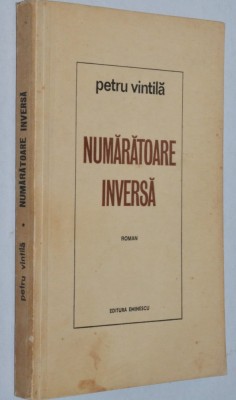 petru vintilă • NUMĂRĂTOARE INVERSĂ
petru vintilă
NUMĂRĂTOARE
INVERSĂ
ROMAN
EDITURA EMINESCU